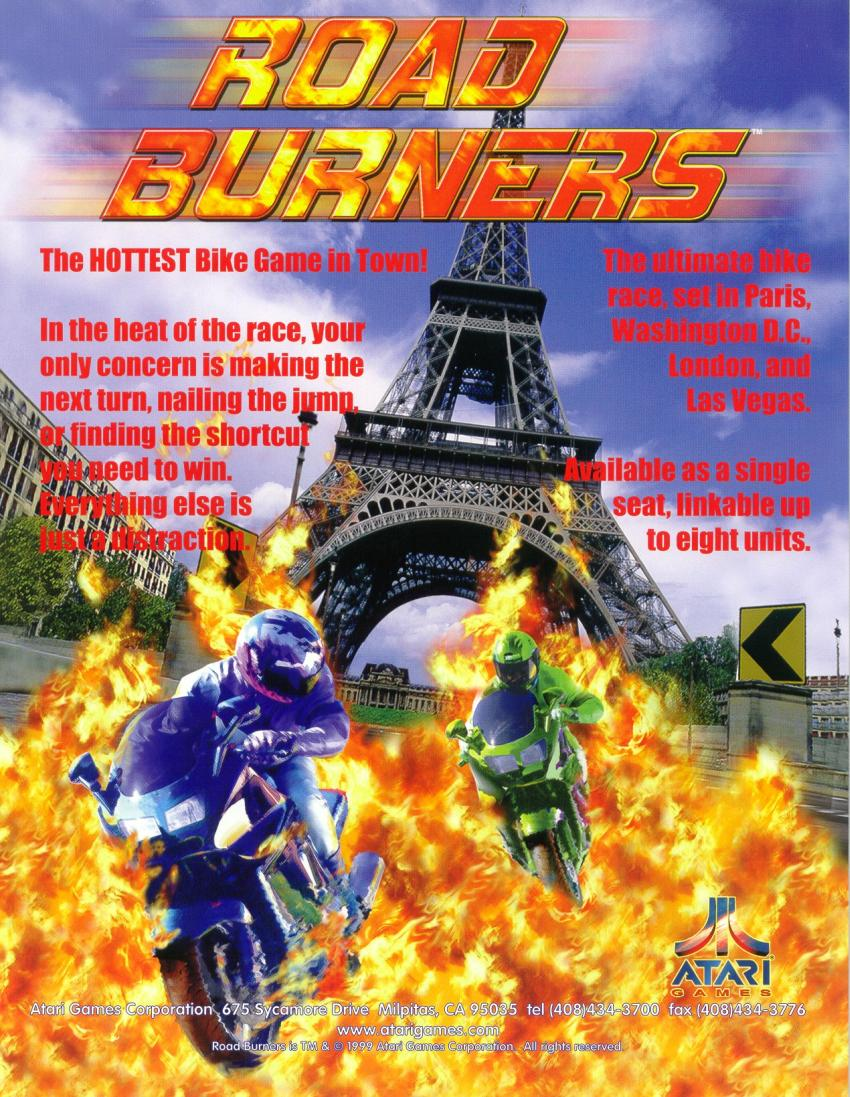 ROAD
BURNERS™
The HOTTEST Bike Game in Town!
In the heat of the race, your
only concern is making the
next turn, nailing the jump,
or finding the shortcut
you need to win.
Everything else is
just a distraction.
The ultimate bike
race, set in Paris,
Washington D.C.,
London, and
Las Vegas.
Available as a single
seat, linkable up
to eight units.
ATARI®
GAMES
Atari Games Corporation 675 Sycamore Drive Milpitas, CA 95035 tel (408)434-3700 fax (408)434-3776
www.atarigames.com
Road Burners is TM & © 1999 Atari Games Corporation. All rights reserved.